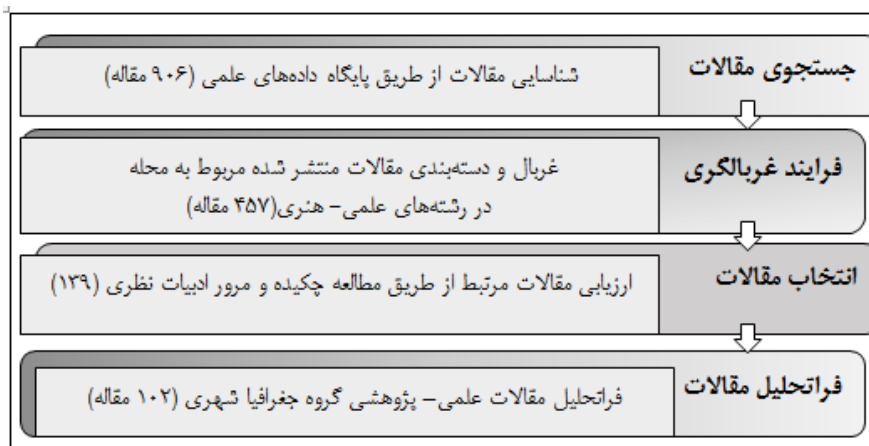 جستجوی مقالات
شناسایی مقالات از طریق پایگاه داده‌های علمی (۹۰۶ مقاله)
فرایند غربالگری
غربال و دسته‌بندی مقالات منتشر شده مربوط به محله
در رشته‌های علمی- هنری(۴۵۷ مقاله)
انتخاب مقالات
ارزیابی مقالات مرتبط از طریق مطالعه چکیده و مرور ادبیات نظری (۱۳۹)
فراتحلیل مقالات
فراتحلیل مقالات علمی- پژوهشی گروه جغرافیا شهری (۱۰۲ مقاله)